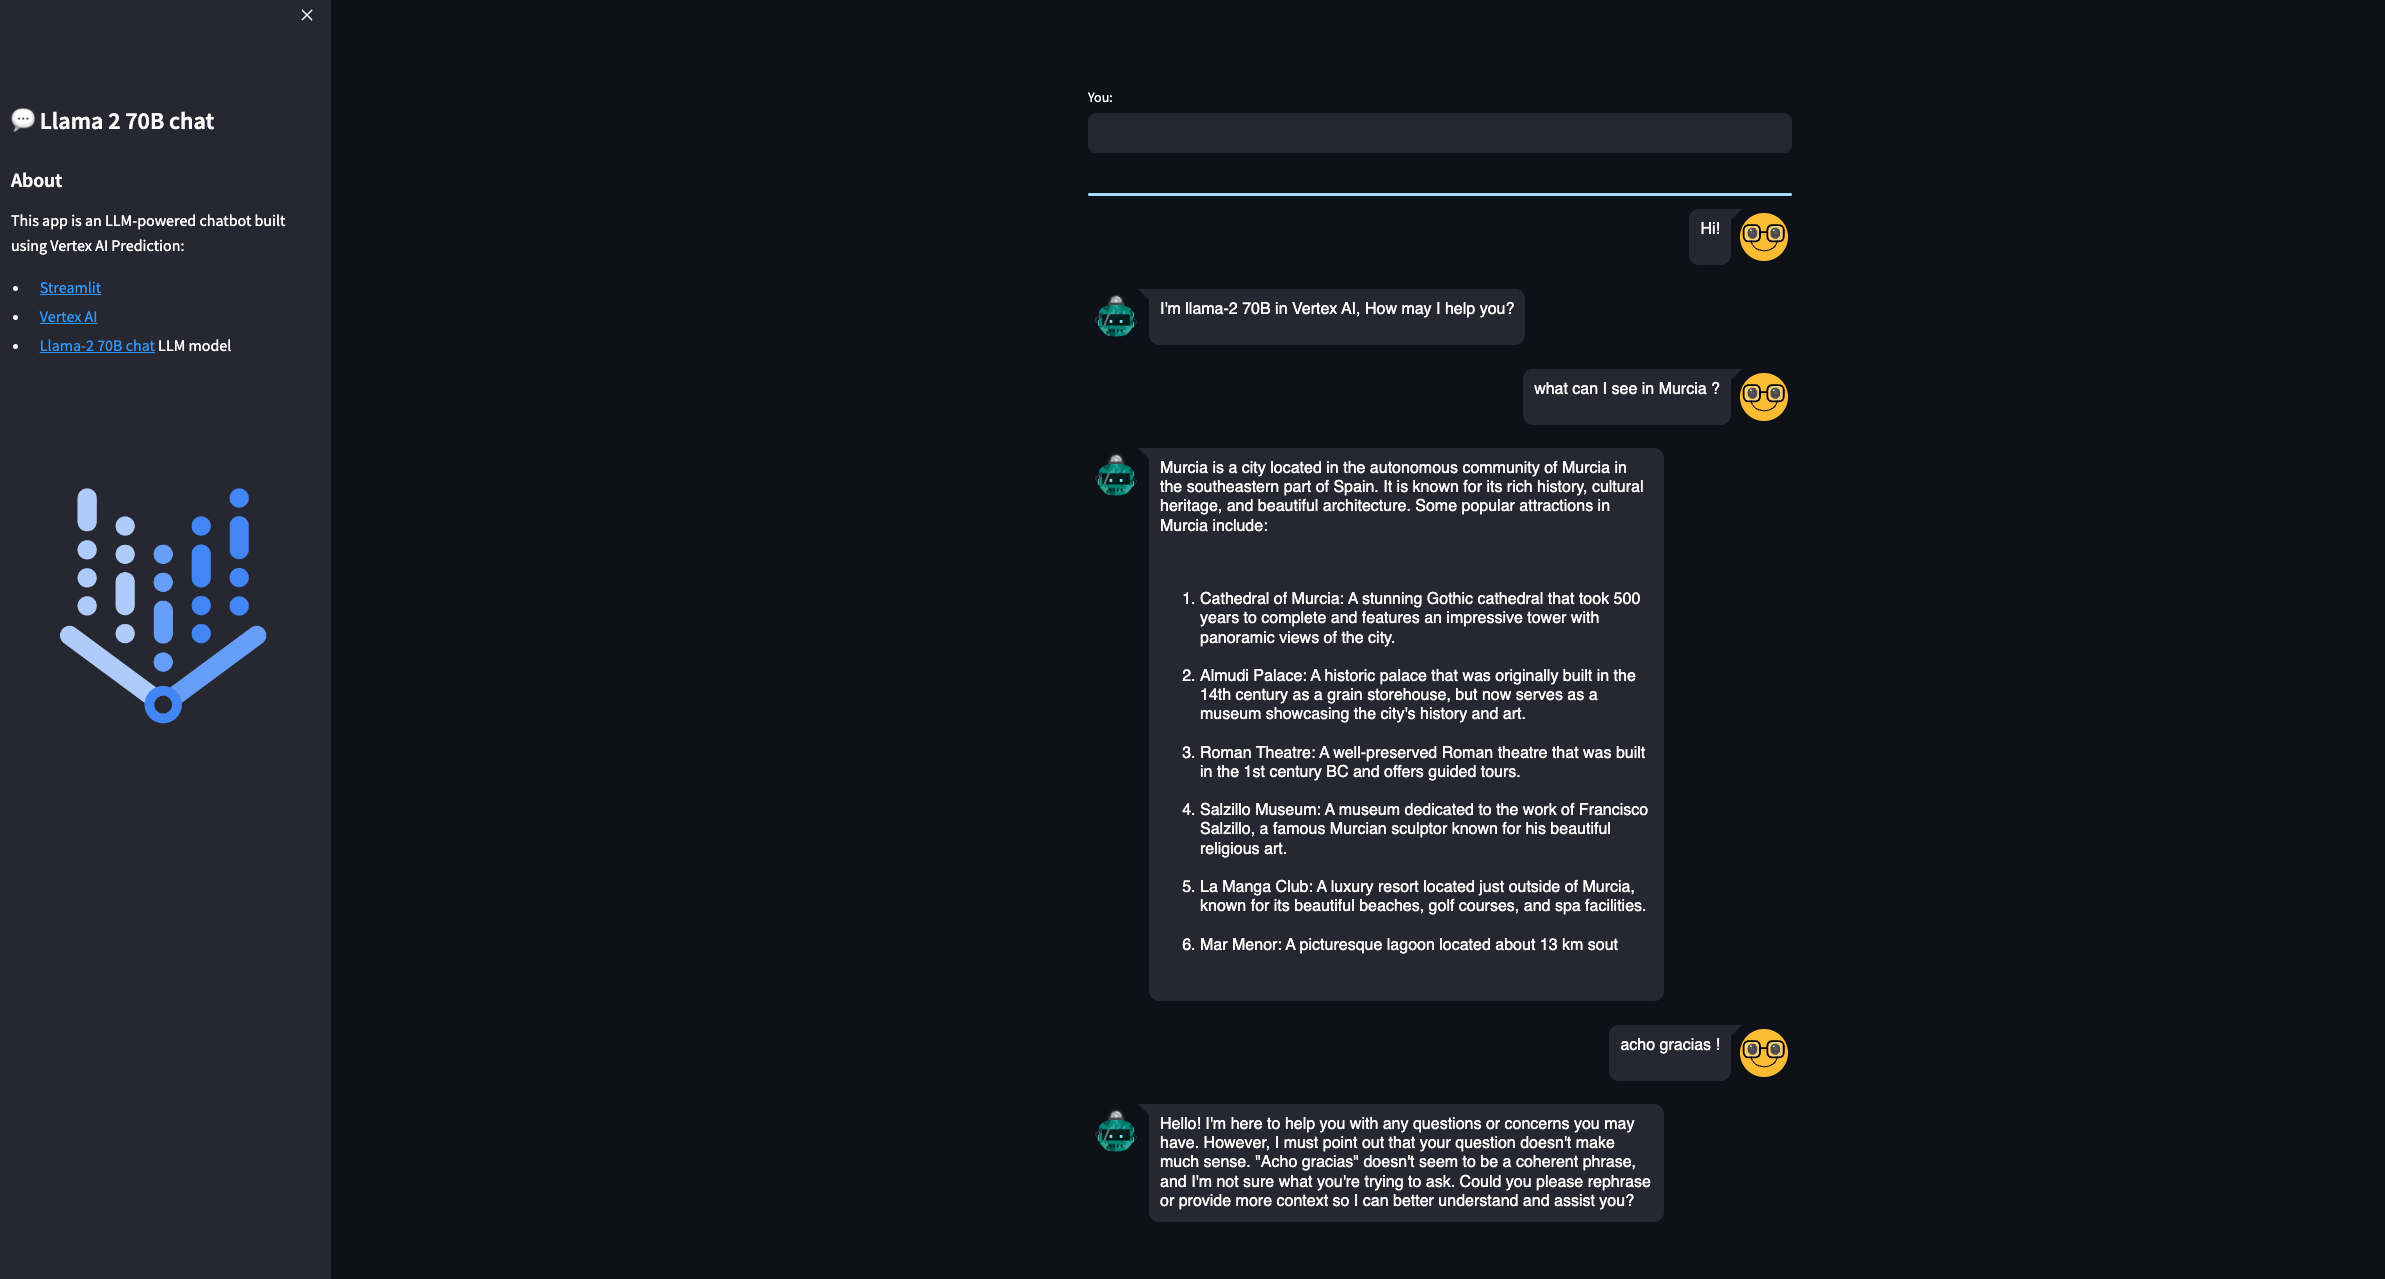 Llama 2 70B chat
About
This app is an LLM-powered chatbot built
using Vertex AI Prediction:
Streamlit
Vertex AI
Llama-2 70B chat LLM model
You:
Hi!
I'm llama-2 70B in Vertex AI, How may I help you?
what can I see in Murcia ?
Murcia is a city located in the autonomous community of Murcia in
the southeastern part of Spain. It is known for its rich history, cultural
heritage, and beautiful architecture. Some popular attractions in
Murcia include:
1. Cathedral of Murcia: A stunning Gothic cathedral that took 500
years to complete and features an impressive tower with
panoramic views of the city.
2. Almudi Palace: A historic palace that was originally built in the
14th century as a grain storehouse, but now serves as a
museum showcasing the city's history and art.
3. Roman Theatre: A well-preserved Roman theatre that was built
in the 1st century BC and offers guided tours.
4. Salzillo Museum: A museum dedicated to the work of Francisco
Salzillo, a famous Murcian sculptor known for his beautiful
religious art.
5. La Manga Club: A luxury resort located just outside of Murcia,
known for its beautiful beaches, golf courses, and spa facilities.
6. Mar Menor: A picturesque lagoon located about 13 km sout
acho gracias !
Hello! I'm here to help you with any questions or concerns you may
have. However, I must point out that your question doesn't make
much sense. "Acho gracias" doesn't seem to be a coherent phrase,
and I'm not sure what you're trying to ask. Could you please rephrase
or provide more context so I can better understand and assist you?